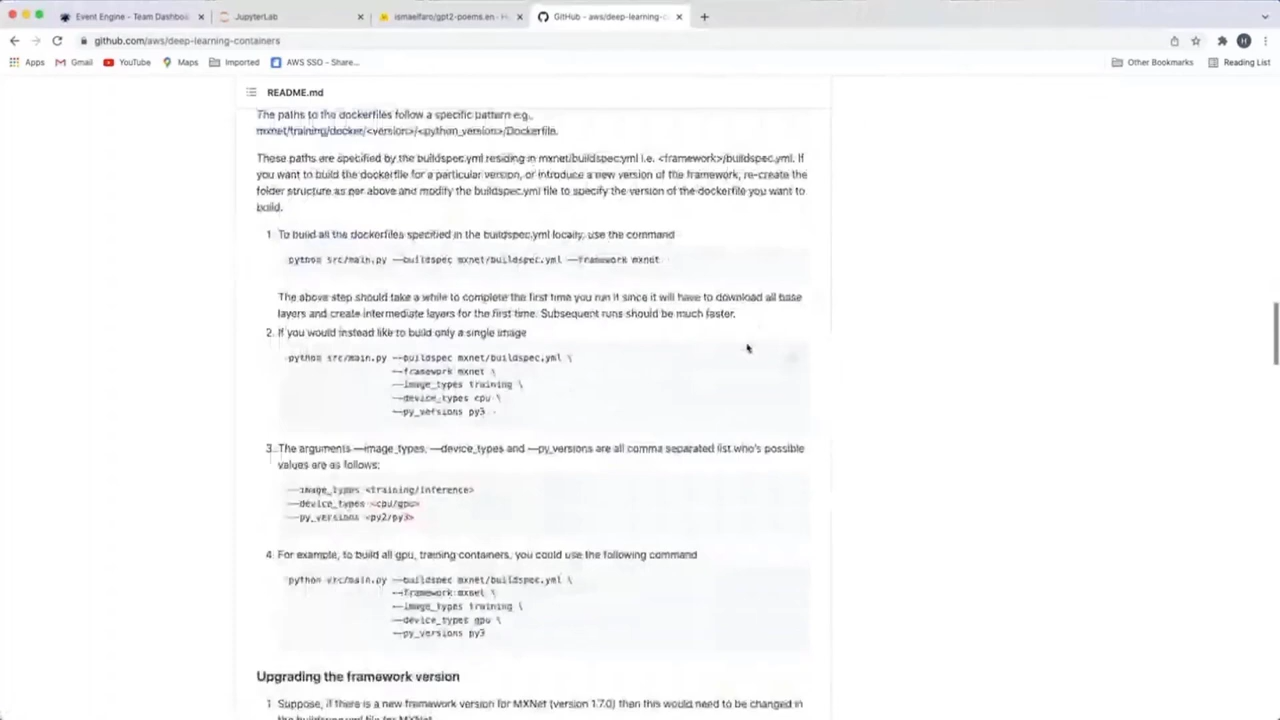 Event Engine - Team Dashboa
JupyterLab
ismaelfaro/gpt2-poems.en · H
GitHub - aws/deep-learning-c
github.com/aws/deep-learning-containers
H
Apps
Gmail
YouTube
Maps
Imported
AWS SSO - Share...
Other Bookmarks
Reading List
README.md
The paths to the dockerfiles follow a specific pattern e.g.,
mxnet/training/docker/<version>/<python_version>/Dockerfile.
These paths are specified by the buildspec.yml residing in mxnet/buildspec.yml i.e. <framework>/buildspec.yml. If
you want to build the dockerfile for a particular version, or introduce a new version of the framework, re-create the
folder structure as per above and modify the buildspec.yml file to specify the version of the dockerfile you want to
build.
1 To build all the dockerfiles specified in the buildspec.yml locally, use the command
python src/main.py --buildspec mxnet/buildspec.yml --framework mxnet
The above step should take a while to complete the first time you run it since it will have to download all base
layers and create intermediate layers for the first time. Subsequent runs should be much faster.
2. If you would instead like to build only a single image
python src/main.py --buildspec mxnet/buildspec.yml \
--framework mxnet \
--image_types training \
--device_types cpu \
--py_versions py3
3. The arguments —image_types, —device_types and —py_versions are all comma separated list who's possible
values are as follows:
--image_types <training/inference>
--device_types <cpu/gpu>
--py_versions <py2/py3>
4. For example, to build all gpu, training containers, you could use the following command
python src/main.py --buildspec mxnet/buildspec.yml \
--framework mxnet \
--image_types training \
--device_types gpu \
--py_versions py3
Upgrading the framework version
1 Suppose, if there is a new framework version for MXNet (version 1.7.0) then this would need to be changed in
the buildspec.yml file for MXNet.